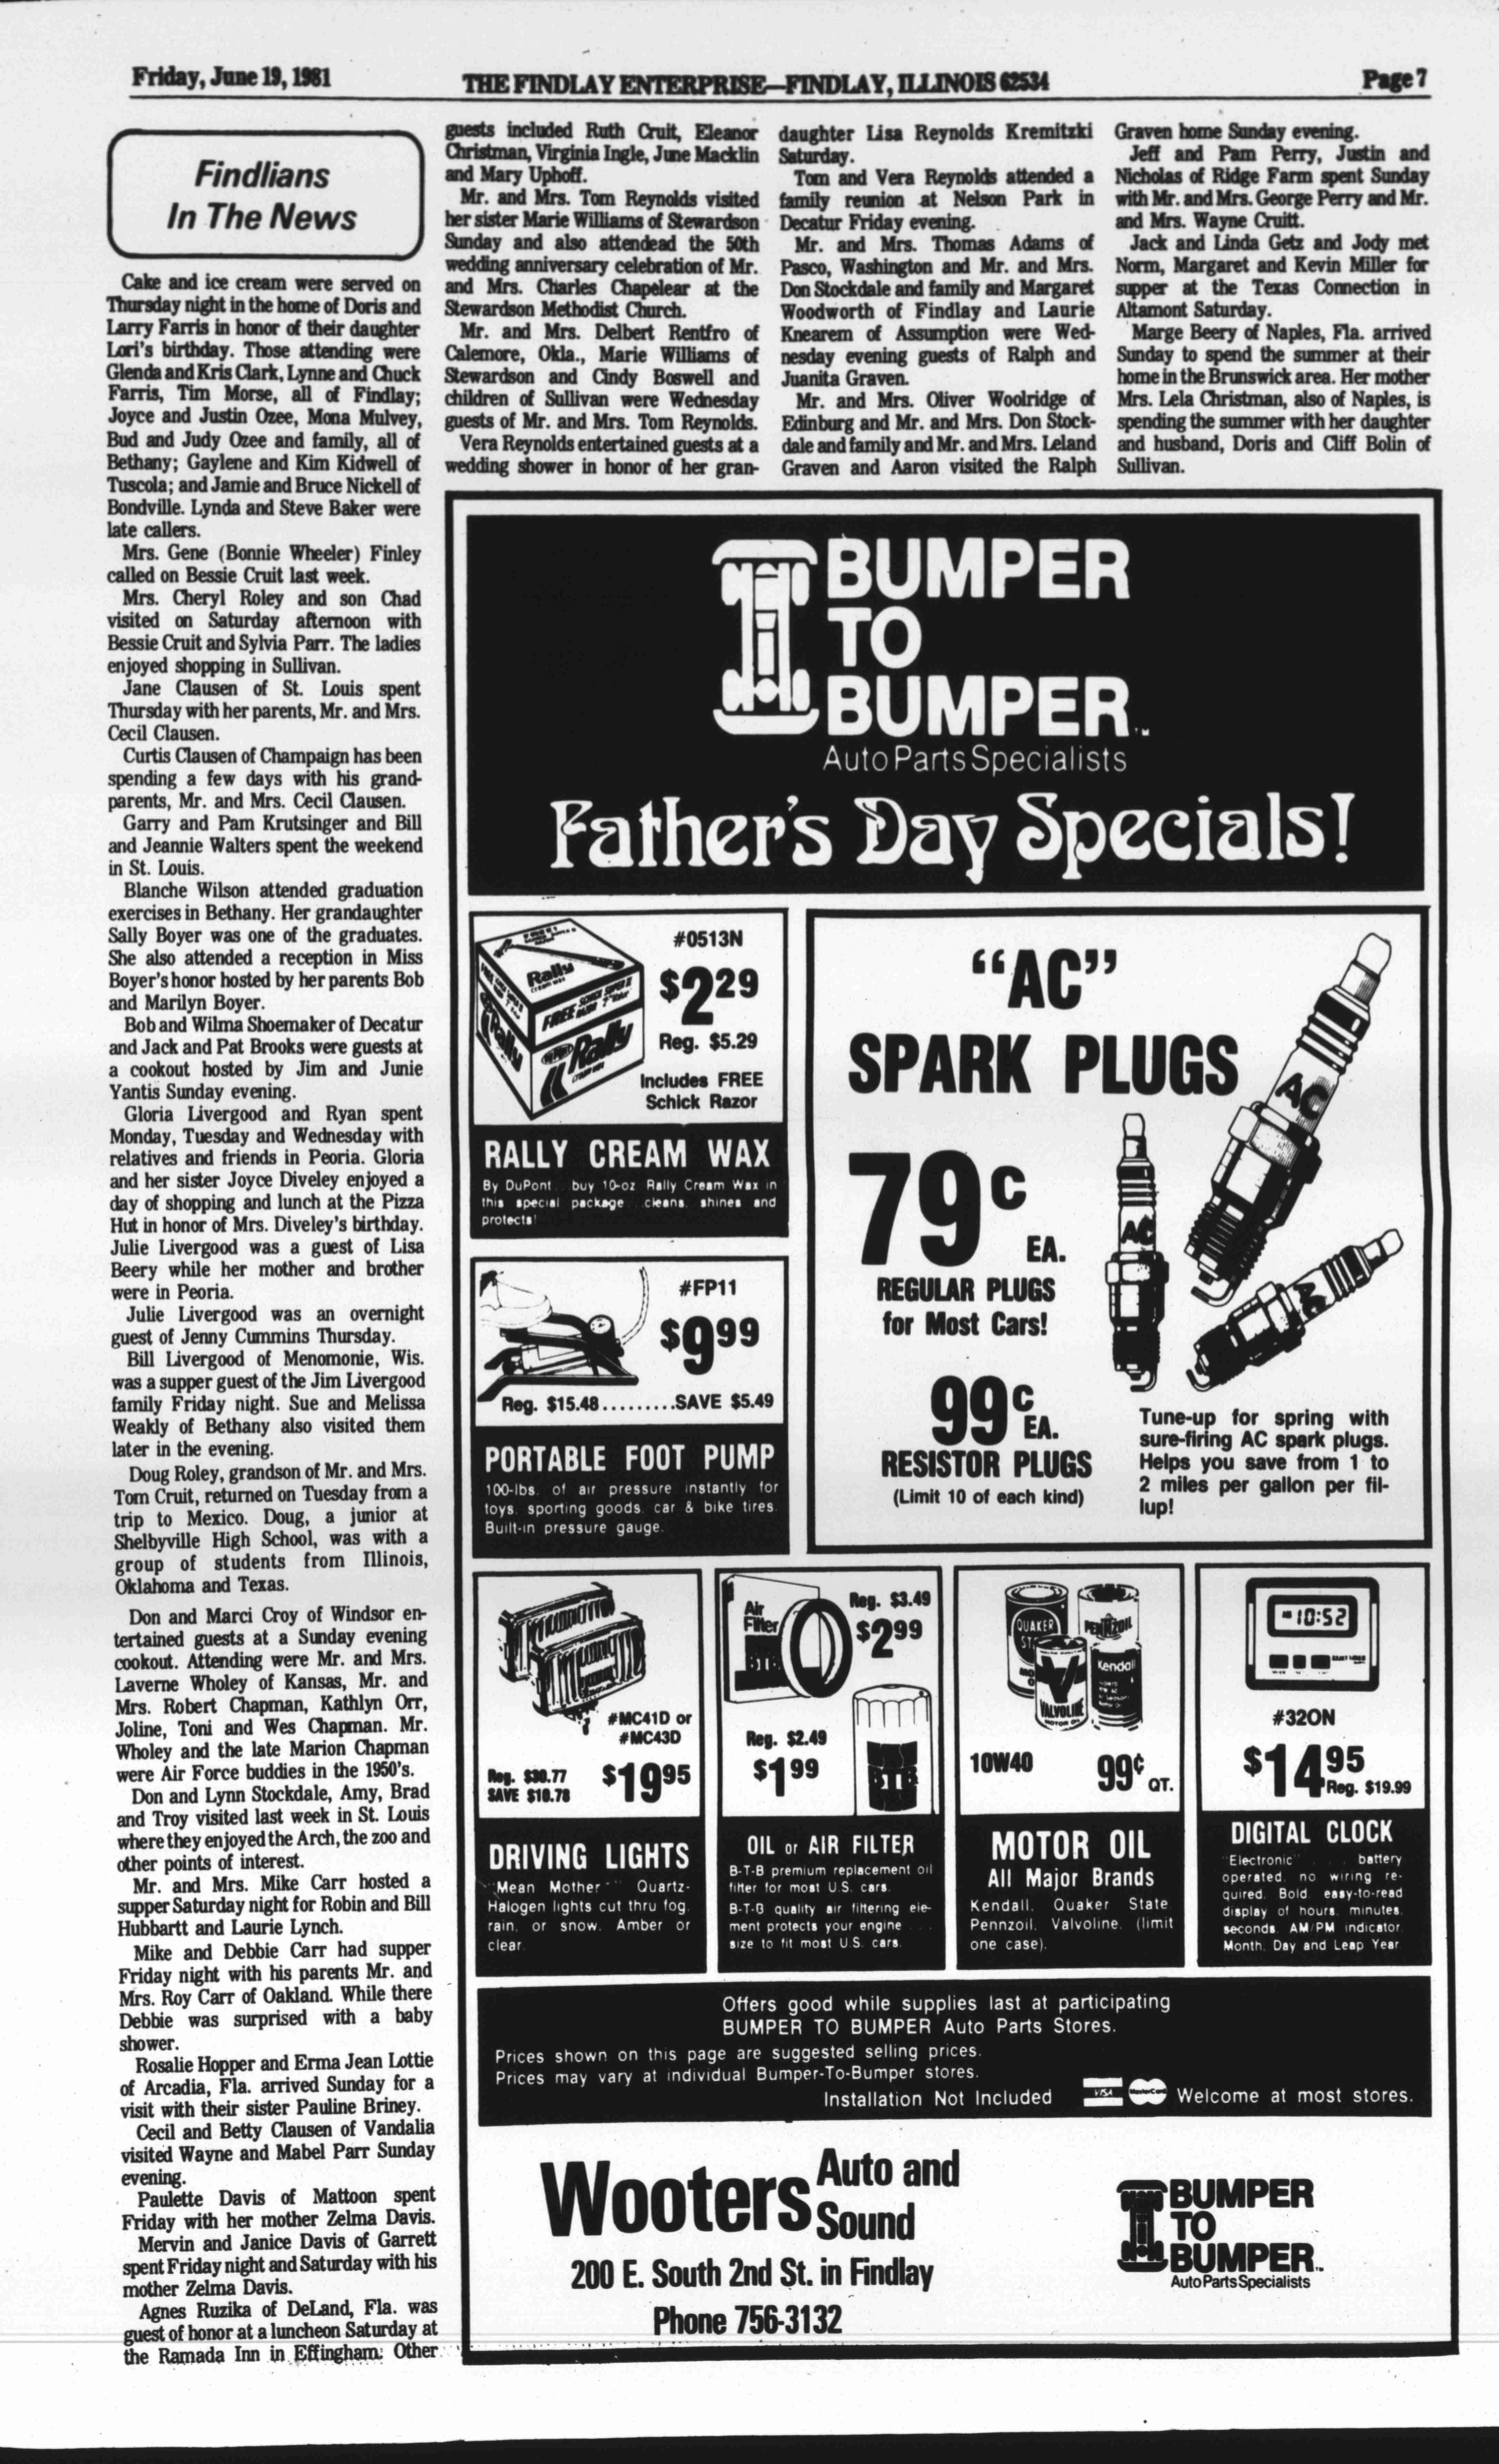 Friday, June 19, 1981
THE FINDLAY ENTERPRISE—FINDLAY, ILLINOIS 62534
Page 7
Findlians
In The News
Cake and ice cream were served on
Thursday night in the home of Doris and
Larry Farris in honor of their daughter
Lori's birthday. Those attending were
Glenda and Kris Clark, Lynne and Chuck
Farris, Tim Morse, all of Findlay;
Joyce and Justin Ozee, Mona Mulvey,
Bud and Judy Ozee and family, all of
Bethany; Gaylene and Kim Kidwell of
Tuscola; and Jamie and Bruce Nickell of
Bondville. Lynda and Steve Baker were
late callers.
Mrs. Gene (Bonnie Wheeler) Finley
called on Bessie Cruit last week.
Mrs. Cheryl Roley and son Chad
visited on Saturday afternoon with
Bessie Cruit and Sylvia Parr. The ladies
enjoyed shopping in Sullivan.
Jane Clausen of St. Louis spent
Thursday with her parents, Mr. and Mrs.
Cecil Clausen.
Curtis Clausen of Champaign has been
spending a few days with his grand-
parents, Mr. and Mrs. Cecil Clausen.
Garry and Pam Krutsinger and Bill
and Jeannie Walters spent the weekend
in St. Louis.
Blanche Wilson attended graduation
exercises in Bethany. Her grandaughter
Sally Boyer was one of the graduates.
She also attended a reception in Miss
Boyer's honor hosted by her parents Bob
and Marilyn Boyer.
Bob and Wilma Shoemaker of Decatur
and Jack and Pat Brooks were guests at
a cookout hosted by Jim and Junie
Yantis Sunday evening.
Gloria Livergood and Ryan spent
Monday, Tuesday and Wednesday with
relatives and friends in Peoria. Gloria
and her sister Joyce Diveley enjoyed a
day of shopping and lunch at the Pizza
Hut in honor of Mrs. Diveley's birthday.
Julie Livergood was a guest of Lisa
Beery while her mother and brother
were in Peoria.
Julie Livergood was an overnight
guest of Jenny Cummins Thursday.
Bill Livergood of Menomonie, Wis.
was a supper guest of the Jim Livergood
family Friday night. Sue and Melissa
Weakly of Bethany also visited them
later in the evening.
Doug Roley, grandson of Mr. and Mrs.
Tom Cruit, returned on Tuesday from a
trip to Mexico. Doug, a junior at
Shelbyville High School, was with a
group of students from Illinois,
Oklahoma and Texas.
Don and Marci Croy of Windsor en-
tertained guests at a Sunday evening
cookout. Attending were Mr. and Mrs.
Laverne Wholey of Kansas, Mr. and
Mrs. Robert Chapman, Kathlyn Orr,
Joline, Toni and Wes Chapman. Mr.
Wholey and the late Marion Chapman
were Air Force buddies in the 1950's.
Don and Lynn Stockdale, Amy, Brad
and Troy visited last week in St. Louis
where they enjoyed the Arch, the zoo and
other points of interest.
Mr. and Mrs. Mike Carr hosted a
supper Saturday night for Robin and Bill
Hubbartt and Laurie Lynch.
Mike and Debbie Carr had supper
Friday night with his parents Mr. and
Mrs. Roy Carr of Oakland. While there
Debbie was surprised with a baby
shower.
Rosalie Hopper and Erma Jean Lottie
of Arcadia, Fla. arrived Sunday for a
visit with their sister Pauline Briney.
Cecil and Betty Clausen of Vandalia
visited Wayne and Mabel Parr Sunday
evening.
Paulette Davis of Mattoon spent
Friday with her mother Zelma Davis.
Mervin and Janice Davis of Garrett
spent Friday night and Saturday with his
mother Zelma Davis.
Agnes Ruzika of DeLand, Fla. was
guest of honor at a luncheon Saturday at
the Ramada Inn in Effingham. Other
guests included Ruth Cruit, Eleanor
Christman, Virginia Ingle, June Macklin
and Mary Uphoff.
Mr. and Mrs. Tom Reynolds visited
her sister Marie Williams of Stewardson
Sunday and also attendead the 50th
wedding anniversary celebration of Mr.
and Mrs. Charles Chapelear at the
Stewardson Methodist Church.
Mr. and Mrs. Delbert Rentfro of
Calemore, Okla., Marie Williams of
Stewardson and Cindy Boswell and
children of Sullivan were Wednesday
guests of Mr. and Mrs. Tom Reynolds.
Vera Reynolds entertained guests at a
wedding shower in honor of her gran-
daughter Lisa Reynolds Kremitzki
Saturday.
Tom and Vera Reynolds attended a
family reunion at Nelson Park in
Decatur Friday evening.
Mr. and Mrs. Thomas Adams of
Pasco, Washington and Mr. and Mrs.
Don Stockdale and family and Margaret
Woodworth of Findlay and Laurie
Knearem of Assumption were Wed-
nesday evening guests of Ralph and
Juanita Graven.
Mr. and Mrs. Oliver Woolridge of
Edinburg and Mr. and Mrs. Don Stock-
dale and family and Mr. and Mrs. Leland
Graven and Aaron visited the Ralph
Graven home Sunday evening.
Jeff and Pam Perry, Justin and
Nicholas of Ridge Farm spent Sunday
with Mr. and Mrs. George Perry and Mr.
and Mrs. Wayne Cruitt.
Jack and Linda Getz and Jody met
Norm, Margaret and Kevin Miller for
supper at the Texas Connection in
Altamont Saturday.
Marge Beery of Naples, Fla. arrived
Sunday to spend the summer at their
home in the Brunswick area. Her mother
Mrs. Lela Christman, also of Naples, is
spending the summer with her daughter
and husband, Doris and Cliff Bolin of
Sullivan.
BUMPER
TO
BUMPER™
Auto Parts Specialists
Father's Day Specials!
Rally
Rally
Rally
#0513N
$2.29
Reg. $5.29
Includes FREE
Schick Razor
RALLY CREAM WAX
By DuPont buy 10-oz Rally Cream Wax in
this special package cleans, shines and
protects!
#FP11
$9.99
Reg. $15.48.........SAVE $5.49
PORTABLE FOOT PUMP
100-lbs. of air pressure instantly for
toys, sporting goods, car & bike tires.
Built-in pressure gauge.
"AC"
SPARK PLUGS
79¢ EA.
REGULAR PLUGS
for Most Cars!
99¢ EA.
RESISTOR PLUGS
(Limit 10 of each kind)
AC
AC
AC
Tune-up for spring with
sure-firing AC spark plugs.
Helps you save from 1 to
2 miles per gallon per fil-
lup!
#MC41D or
#MC43D
Reg. $30.77
SAVE $10.78
$19.95
DRIVING LIGHTS
"Mean Mother" Quartz-
Halogen lights cut thru fog,
rain, or snow. Amber or
clear.
Air
Filter
BTB
Reg. $3.49
$2.99
Reg. $2.49
$1.99
BTB
OIL or AIR FILTER
B-T-B premium replacement oil
filter for most U.S. cars.
B-T-B quality air filtering ele-
ment protects your engine . . .
size to fit most U.S. cars.
QUAKER
PENNZOIL
VALVOLINE
Kendall
10W40
99¢ QT.
MOTOR OIL
All Major Brands
Kendall, Quaker State
Pennzoil, Valvoline. (limit
one case).
10:52
#320N
$14.95
Reg. $19.99
DIGITAL CLOCK
"Electronic" . . . battery
operated, no wiring re-
quired. Bold easy-to-read
display of hours, minutes,
seconds. AM/PM indicator.
Month, Day and Leap Year
Offers good while supplies last at participating
BUMPER TO BUMPER Auto Parts Stores.
Prices shown on this page are suggested selling prices.
Prices may vary at individual Bumper-To-Bumper stores.
Installation Not Included
VISA MasterCard Welcome at most stores.
Wooters Auto and
Sound
200 E. South 2nd St. in Findlay
Phone 756-3132
BUMPER
TO
BUMPER™
Auto Parts Specialists